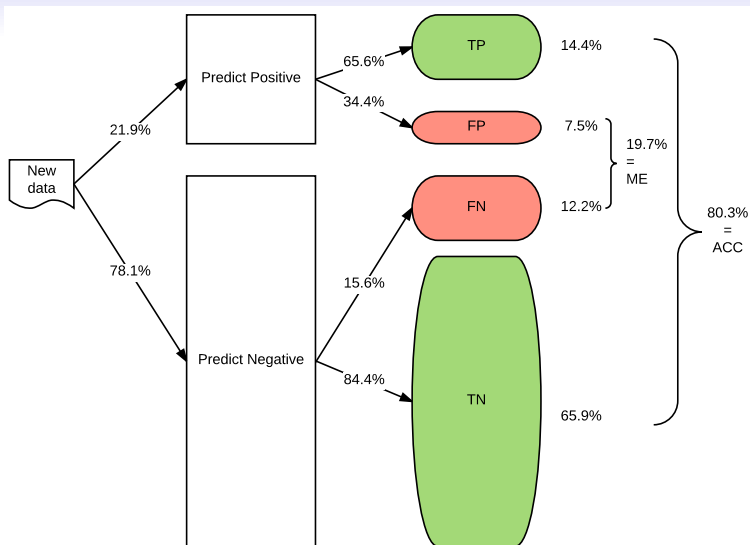 New
data
21.9%
78.1%
Predict Positive
Predict Negative
65.6%
34.4%
15.6%
84.4%
TP
FP
FN
TN
14.4%
7.5%
12.2%
65.9%
19.7%
=
ME
80.3%
=
ACC